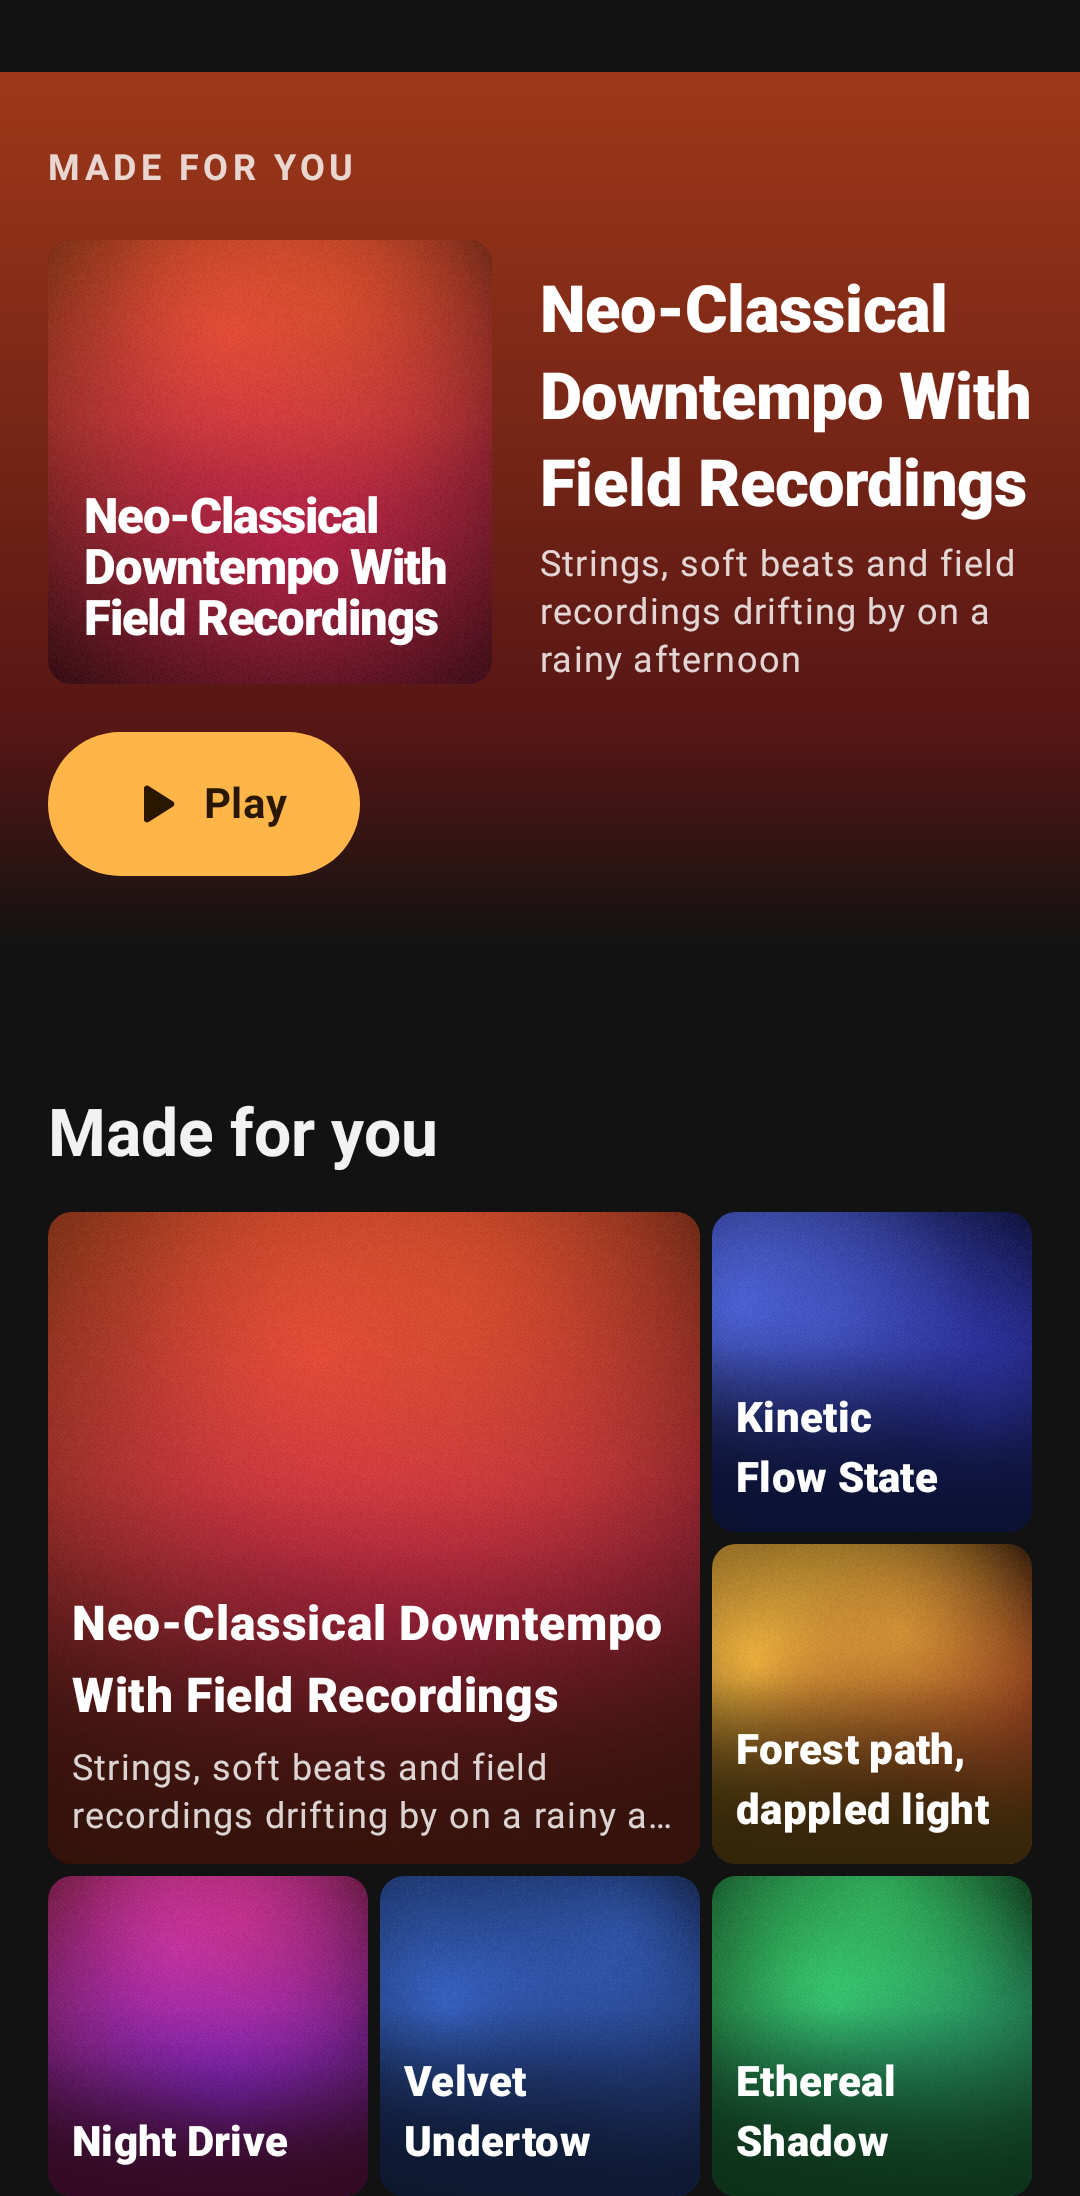 MADE FOR YOU
Neo-Classical
Downtempo With
Field Recordings
Neo-Classical
Downtempo With
Field Recordings
Strings, soft beats and field
recordings drifting by on a
rainy afternoon
Play
Made for you
Neo-Classical Downtempo
With Field Recordings
Strings, soft beats and field
recordings drifting by on a rainy a…
Kinetic
Flow State
Forest path,
dappled light
Night Drive
Velvet
Undertow
Ethereal
Shadow